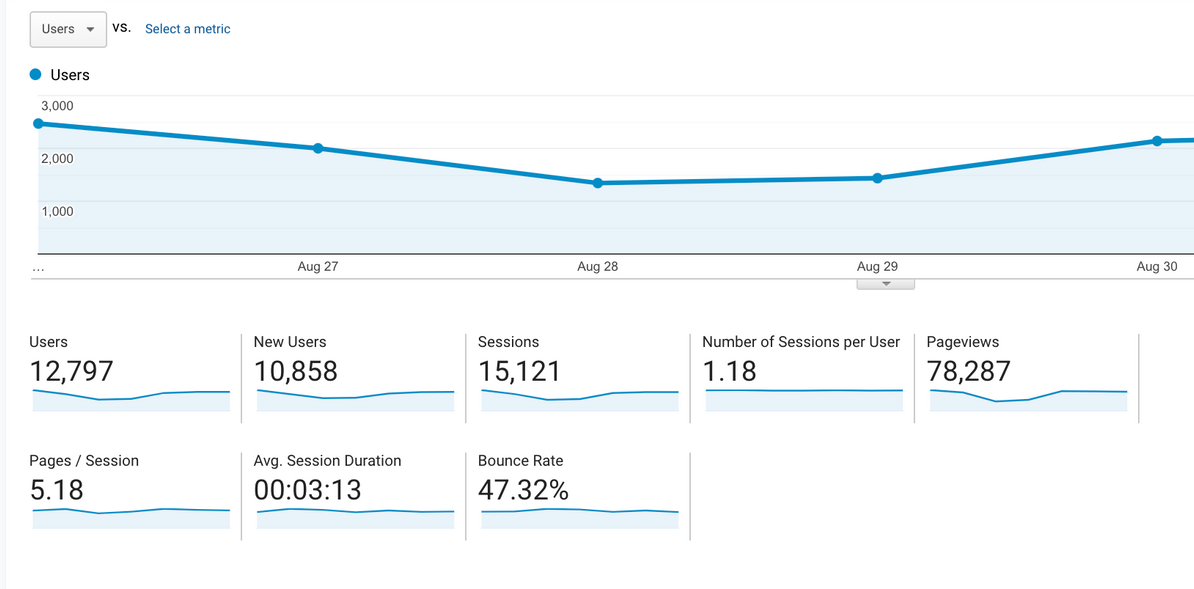 Users vs. Select a metric
Users
3,000
2,000
1,000
... Aug 27 Aug 28 Aug 29 Aug 30
Users New Users Sessions Number of Sessions per User Pageviews
12,797 10,858 15,121 1.18 78,287
Pages / Session Avg. Session Duration Bounce Rate
5.18 00:03:13 47.32%